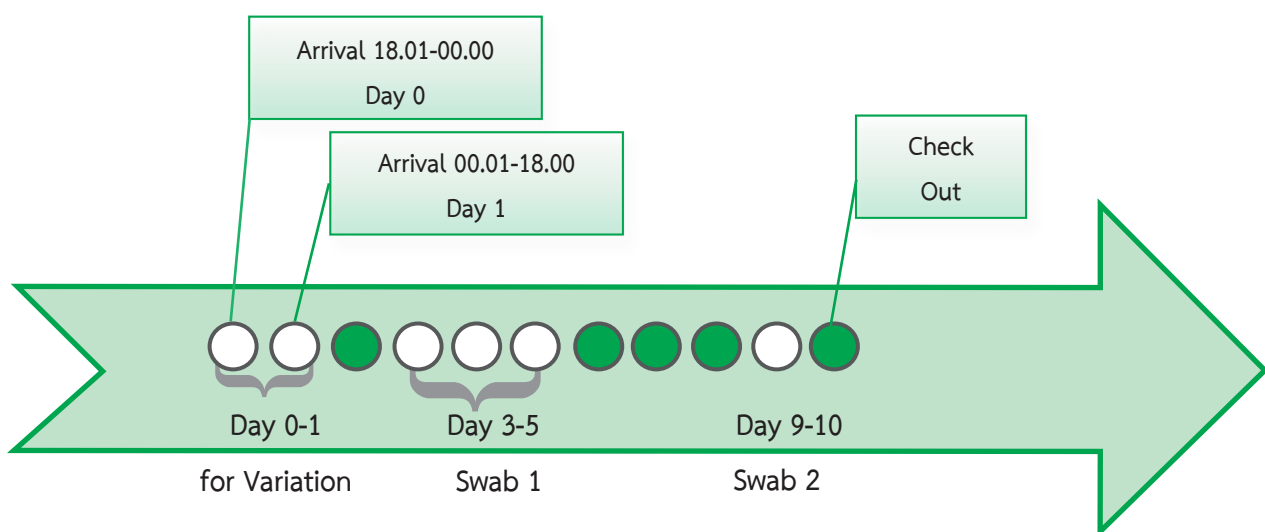 Arrival 18.01-00.00
Day 0
Arrival 00.01-18.00
Day 1
Check
Out
Day 0-1
for Variation
Day 3-5
Swab 1
Day 9-10
Swab 2